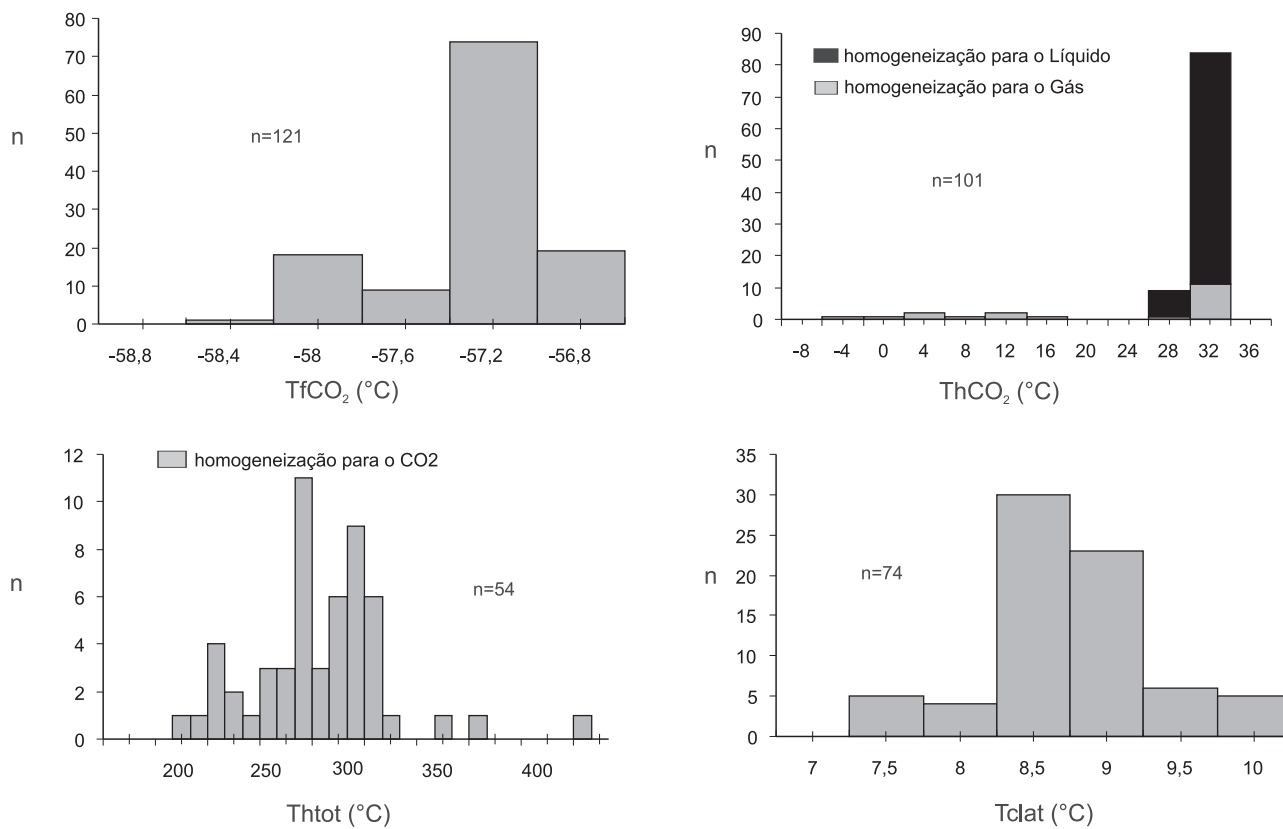 80
70
60
50
40
30
20
10
0
n
n=121
–58,8 –58,4 –58 –57,6 –57,2 –56,8
TfCO2 (°C)
90
80
70
60
50
40
30
20
10
0
n
homogeneização para o Líquido
homogeneização para o Gás
n=101
-8 -4 0 4 8 12 16 20 24 28 32 36
ThCO2 (°C)
12
10
8
6
4
2
0
n
homogeneização para o CO2
n=54
200 250 300 350 400
Thtot (°C)
35
30
25
20
15
10
5
0
n
n=74
7 7,5 8 8,5 9 9,5 10
Tclat (°C)